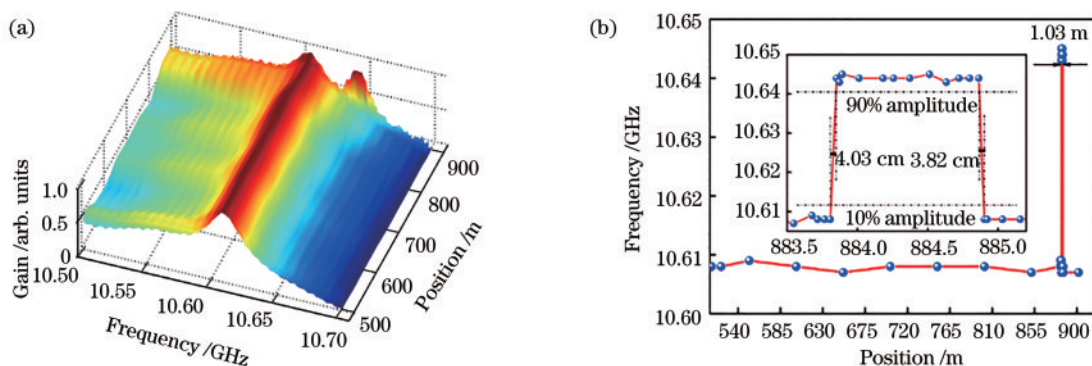 (a)
Gain /arb. units
1.0
0.5
0
10.50
10.55
10.60
10.65
10.70
Frequency /GHz
500
600
700
800
900
Position /m
(b)
Frequency /GHz
10.65
10.64
10.63
10.62
10.61
10.60
540 585 630 675 720 765 810 855 900
Position /m
1.03 m
10.65
10.64
10.63
10.62
10.61
883.5 884.0 884.5 885.0
90% amplitude
4.03 cm 3.82 cm
10% amplitude